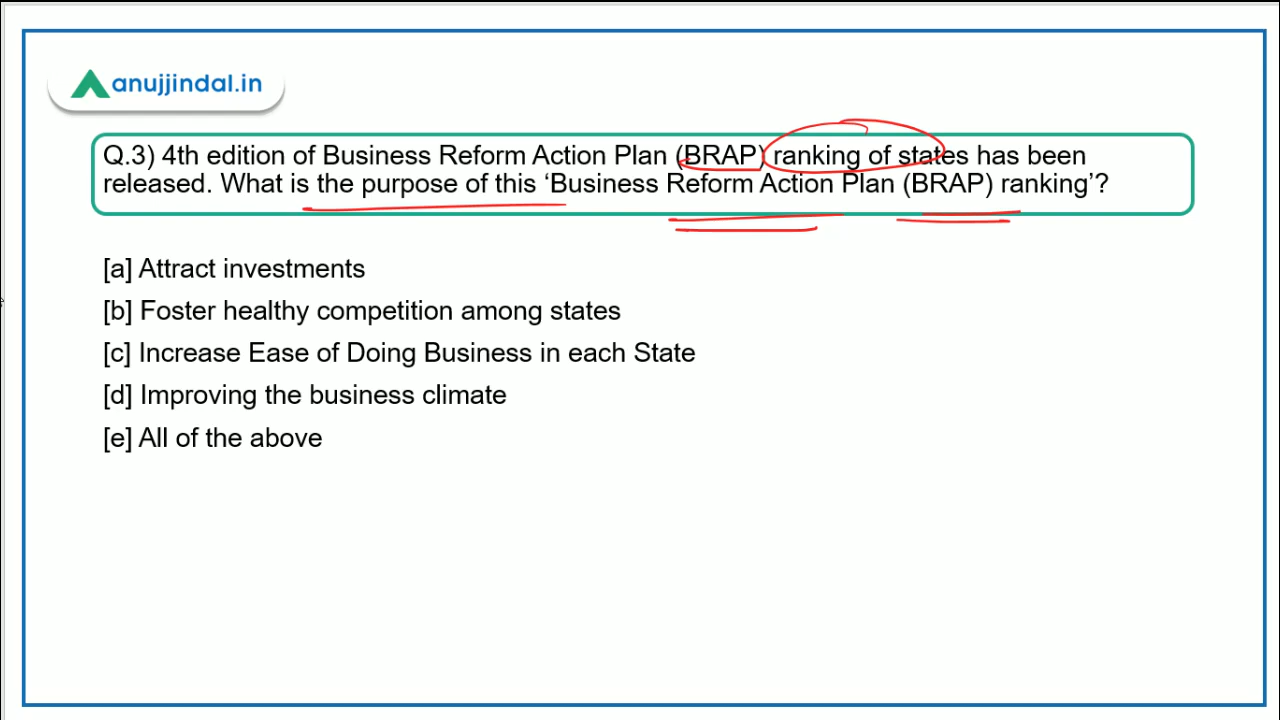 anujjindal.in
Q.3) 4th edition of Business Reform Action Plan (BRAP) ranking of states has been
released. What is the purpose of this ‘Business Reform Action Plan (BRAP) ranking’?
[a] Attract investments
[b] Foster healthy competition among states
[c] Increase Ease of Doing Business in each State
[d] Improving the business climate
[e] All of the above